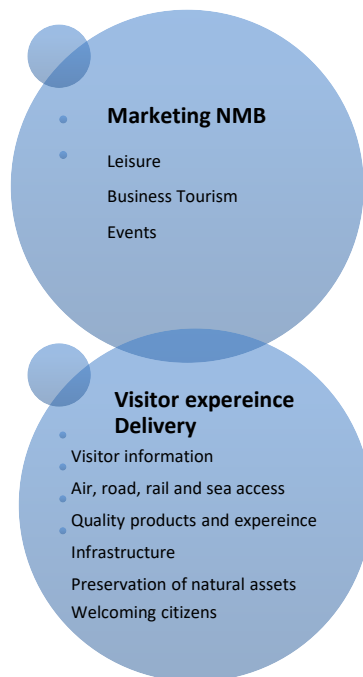 Marketing NMB
Leisure
Business Tourism
Events
Visitor expereince
Delivery
Visitor information
Air, road, rail and sea access
Quality products and expereince
Infrastructure
Preservation of natural assets
Welcoming citizens